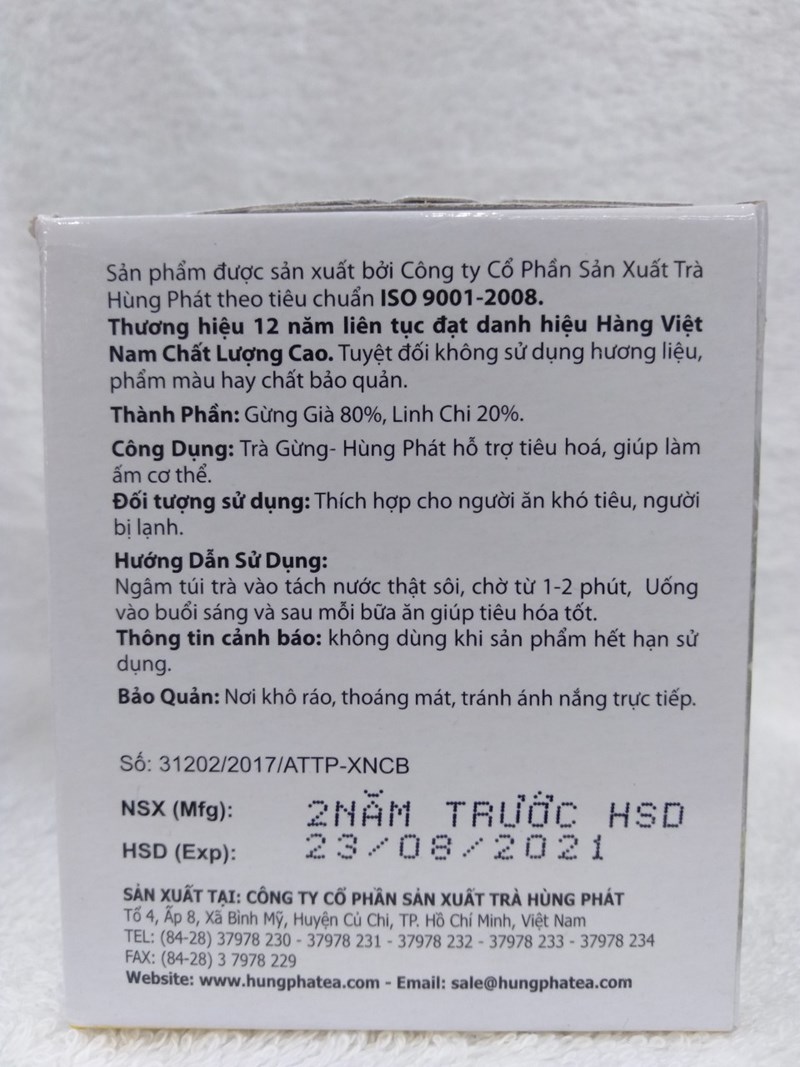 Sản phẩm được sản xuất bởi Công ty Cổ Phần Sản Xuất Trà
Hùng Phát theo tiêu chuẩn ISO 9001-2008.
Thương hiệu 12 năm liên tục đạt danh hiệu Hàng Việt
Nam Chất Lượng Cao. Tuyệt đối không sử dụng hương liệu,
phẩm màu hay chất bảo quản.
Thành Phần: Gừng Già 80%, Linh Chi 20%.
Công Dụng: Trà Gừng- Hùng Phát hỗ trợ tiêu hoá, giúp làm
ấm cơ thể.
Đối tượng sử dụng: Thích hợp cho người ăn khó tiêu, người
bị lạnh.
Hướng Dẫn Sử Dụng:
Ngâm túi trà vào tách nước thật sôi, chờ từ 1-2 phút, Uống
vào buổi sáng và sau mỗi bữa ăn giúp tiêu hóa tốt.
Thông tin cảnh báo: không dùng khi sản phẩm hết hạn sử
dụng.
Bảo Quản: Nơi khô ráo, thoáng mát, tránh ánh nắng trực tiếp.
Số: 31202/2017/ATTP-XNCB
NSX (Mfg): 2NĂM TRƯỚC HSD
HSD (Exp): 23/08/2021
SẢN XUẤT TẠI: CÔNG TY CỔ PHẦN SẢN XUẤT TRÀ HÙNG PHÁT
Tổ 4, Ấp 8, Xã Bình Mỹ, Huyện Củ Chi, TP. Hồ Chí Minh, Việt Nam
TEL: (84-28) 37978 230 - 37978 231 - 37978 232 - 37978 233 - 37978 234
FAX: (84-28) 3 7978 229
Website: www.hungphatea.com - Email: sale@hungphatea.com